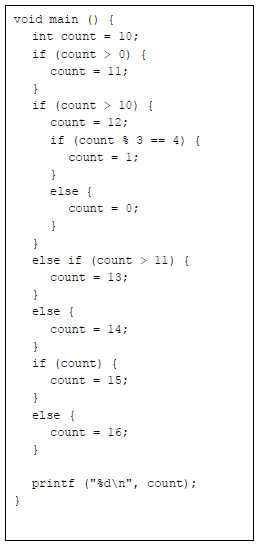 void main () {
int count = 10;
if (count > 0) {
count = 11;
}
if (count > 10) {
count = 12;
if (count % 3 == 4) {
count = 1;
}
else {
count = 0;
}
}
else if (count > 11) {
count = 13;
}
else {
count = 14;
}
if (count) {
count = 15;
}
else {
count = 16;
}
printf ("%d\n", count);
}